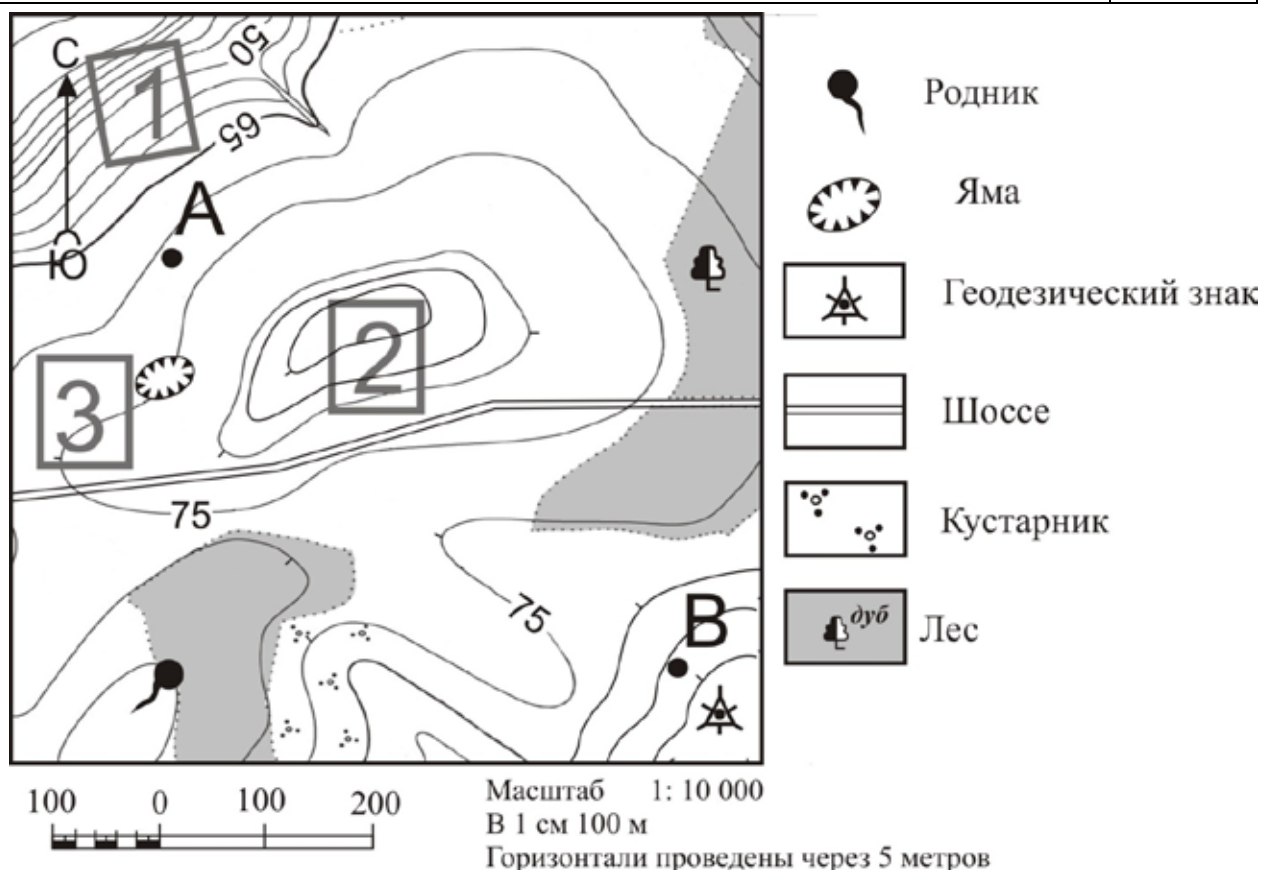 С
1
50
65
Ю
А
2
3
75
75
В
Родник
Яма
Геодезический знак
Шоссе
Кустарник
дуб
Лес
100 0 100 200
Масштаб 1: 10 000
В 1 см 100 м
Горизонтали проведены через 5 метров